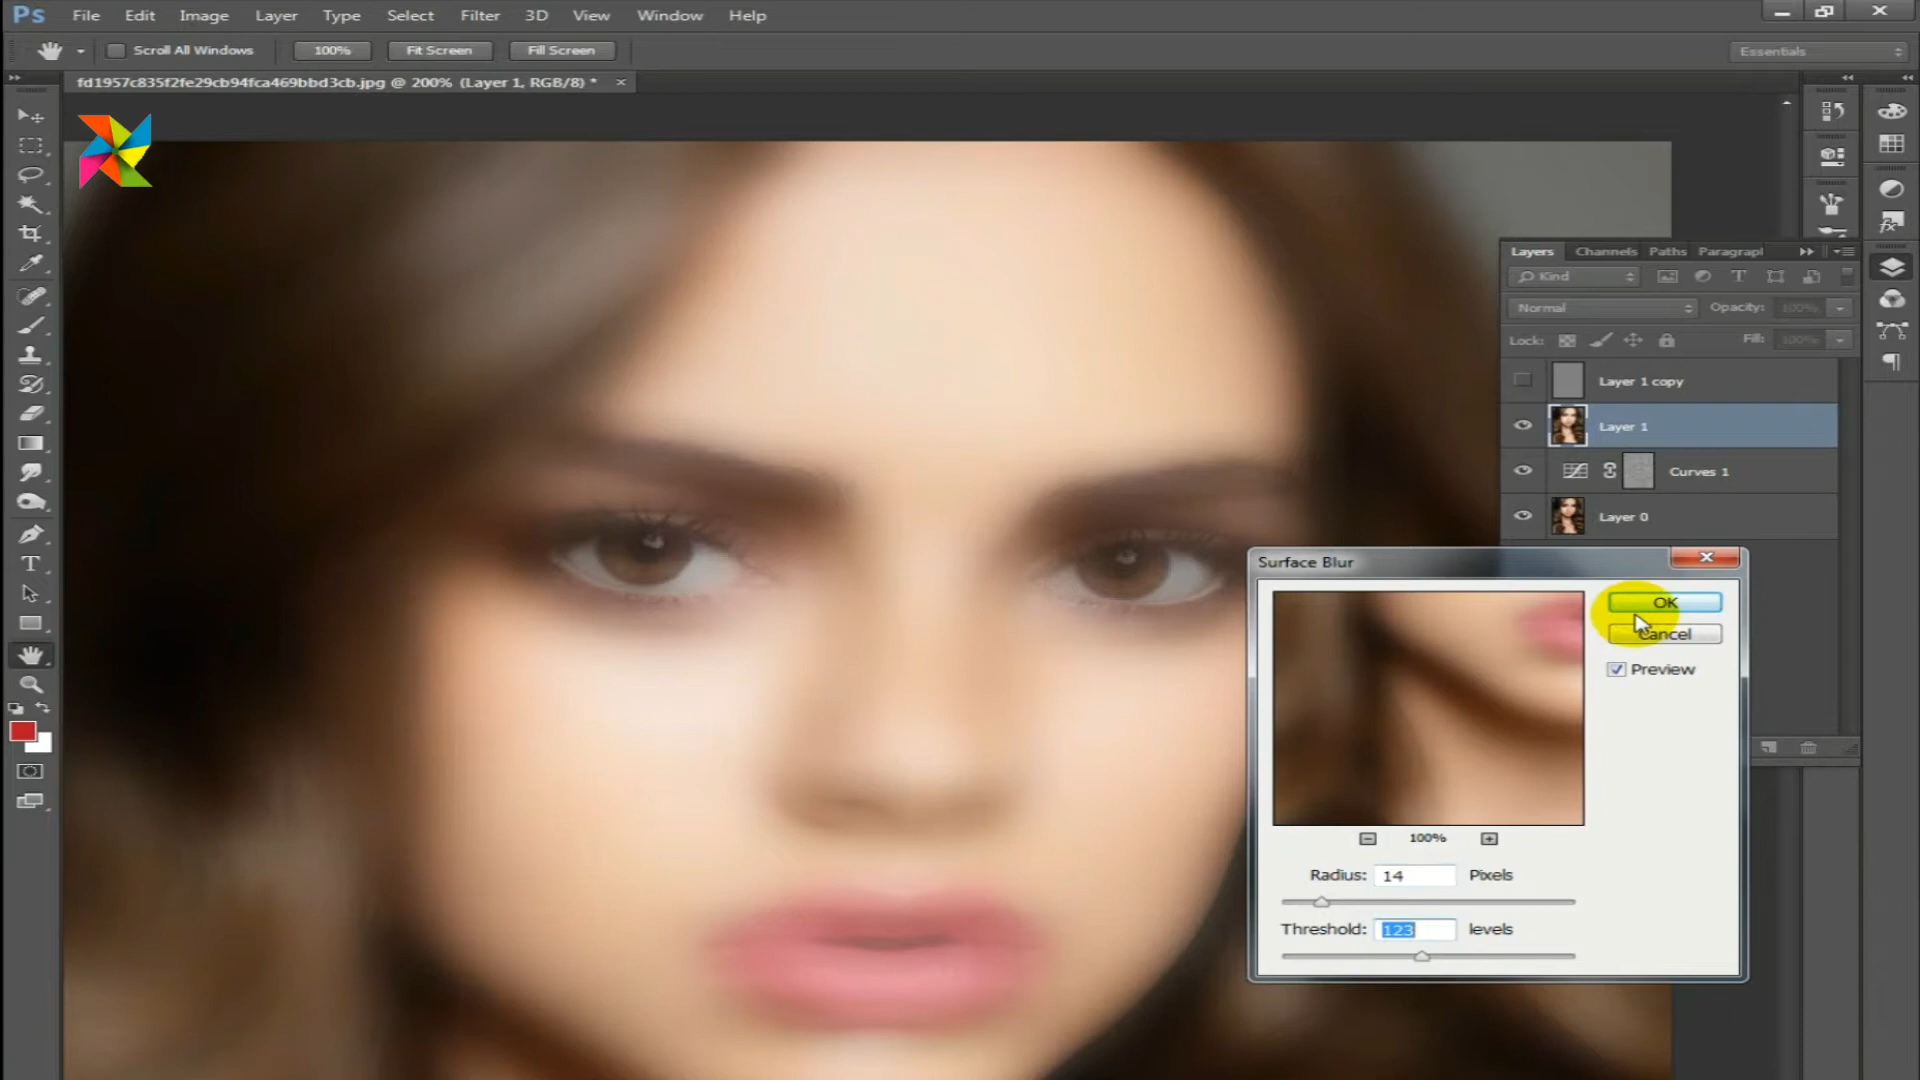 Ps File Edit Image Layer Type Select Filter 3D View Window Help
Scroll All Windows 100% Fit Screen Fill Screen Essentials
fd1957c835f2fe29cb94fca469bbd3cb.jpg @ 200% (Layer 1, RGB/8) *
Layers Channels Paths Paragrapl
Kind
Normal Opacity: 100%
Lock: Fill: 100%
Layer 1 copy
Layer 1
Curves 1
Layer 0
Surface Blur
OK
Cancel
Preview
100%
Radius: 14 Pixels
Threshold: 123 levels